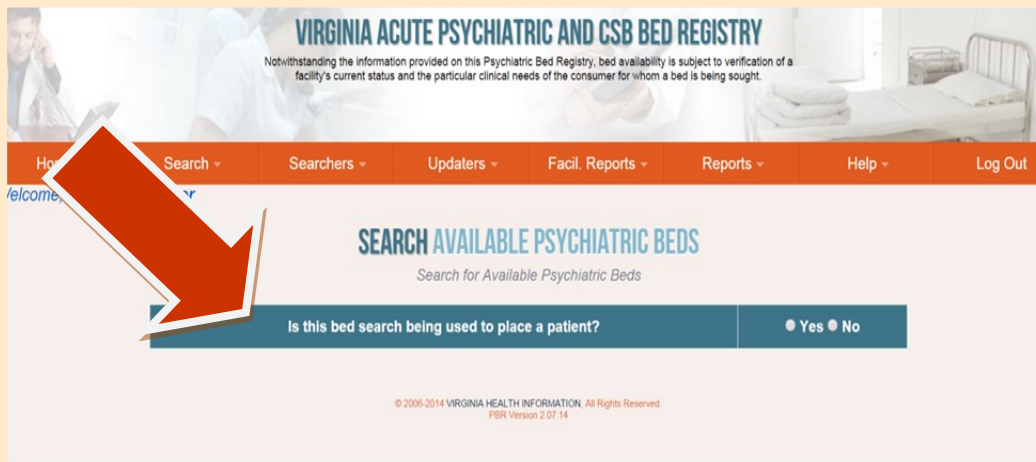 VIRGINIA ACUTE PSYCHIATRIC AND CSB BED REGISTRY
Notwithstanding the information provided on this Psychiatric Bed Registry, bed availability is subject to verification of a
facility's current status and the particular clinical needs of the consumer for whom a bed is being sought.
Search Searchers Updaters Facil. Reports Reports Help Log Out
SEARCH AVAILABLE PSYCHIATRIC BEDS
Search for Available Psychiatric Beds
Is this bed search being used to place a patient? Yes No
© 2006-2014 VIRGINIA HEALTH INFORMATION, All Rights Reserved.
PBR Version 2.07.14